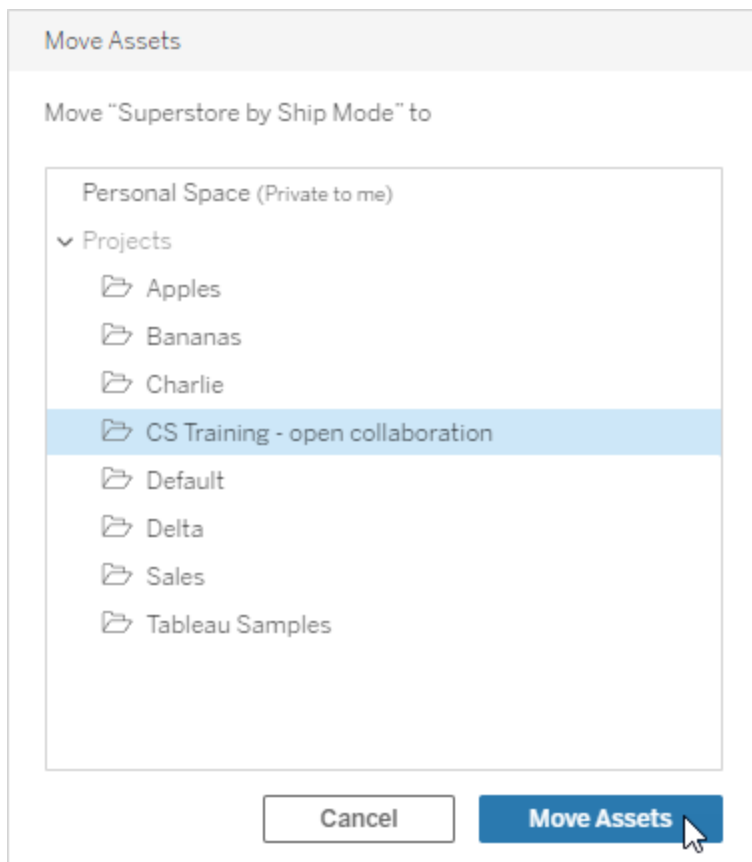 Move Assets
Move “Superstore by Ship Mode” to
Personal Space (Private to me)
Projects
Apples
Bananas
Charlie
CS Training - open collaboration
Default
Delta
Sales
Tableau Samples
Cancel Move Assets